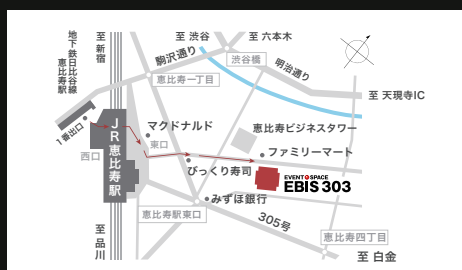 至 渋谷
至 六本木
至 新宿
地下鉄日比谷線
恵比寿駅
駒沢通り
渋谷橋
明治通り
恵比寿一丁目
至 天現寺IC
1番出口
マクドナルド
恵比寿ビジネスタワー
JR恵比寿駅
東口
西口
ファミリーマート
びっくり寿司
EVENT SPACE
EBIS 303
みずほ銀行
恵比寿駅東口
305号
至 品川
恵比寿四丁目
至 白金